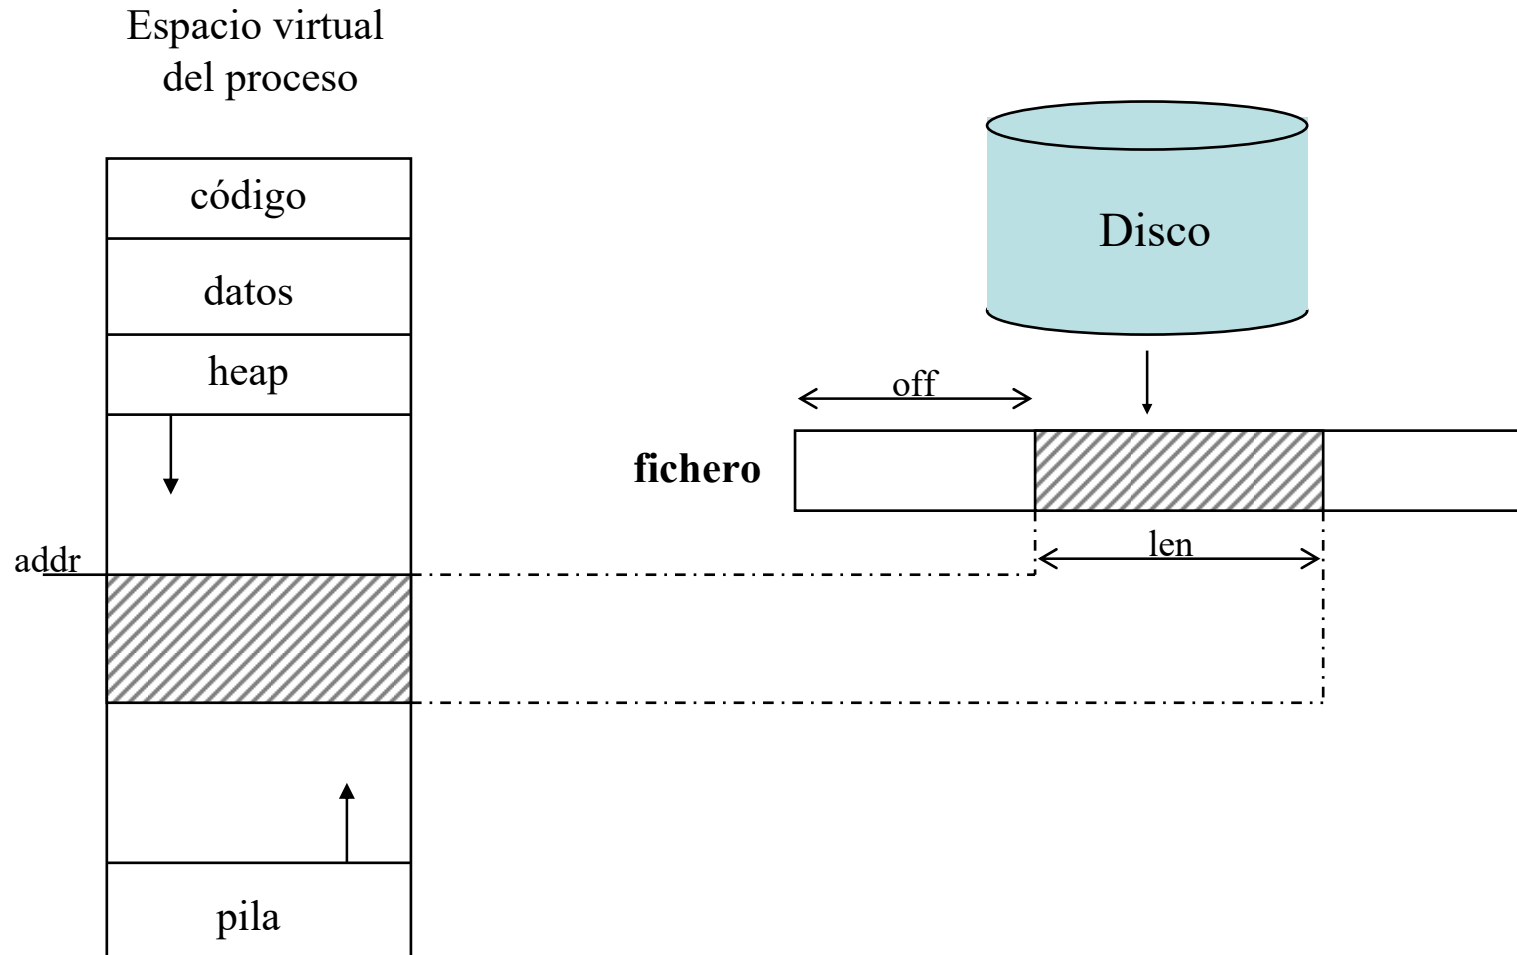 Espacio virtual
del proceso
código
datos
heap
addr
pila
Disco
off
fichero
len